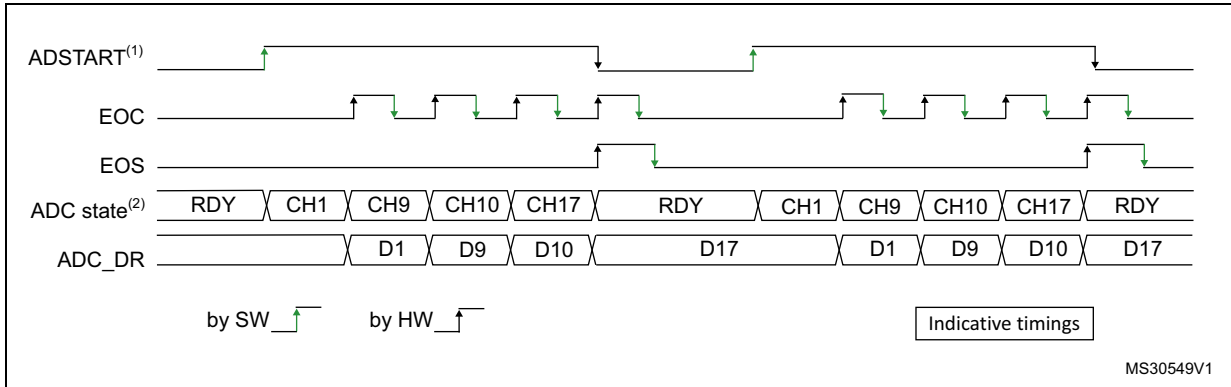 ADSTART(1)
EOC
EOS
ADC state(2) RDY CH1 CH9 CH10 CH17 RDY CH1 CH9 CH10 CH17 RDY
ADC_DR D1 D9 D10 D17 D1 D9 D10 D17
by SW by HW Indicative timings
MS30549V1